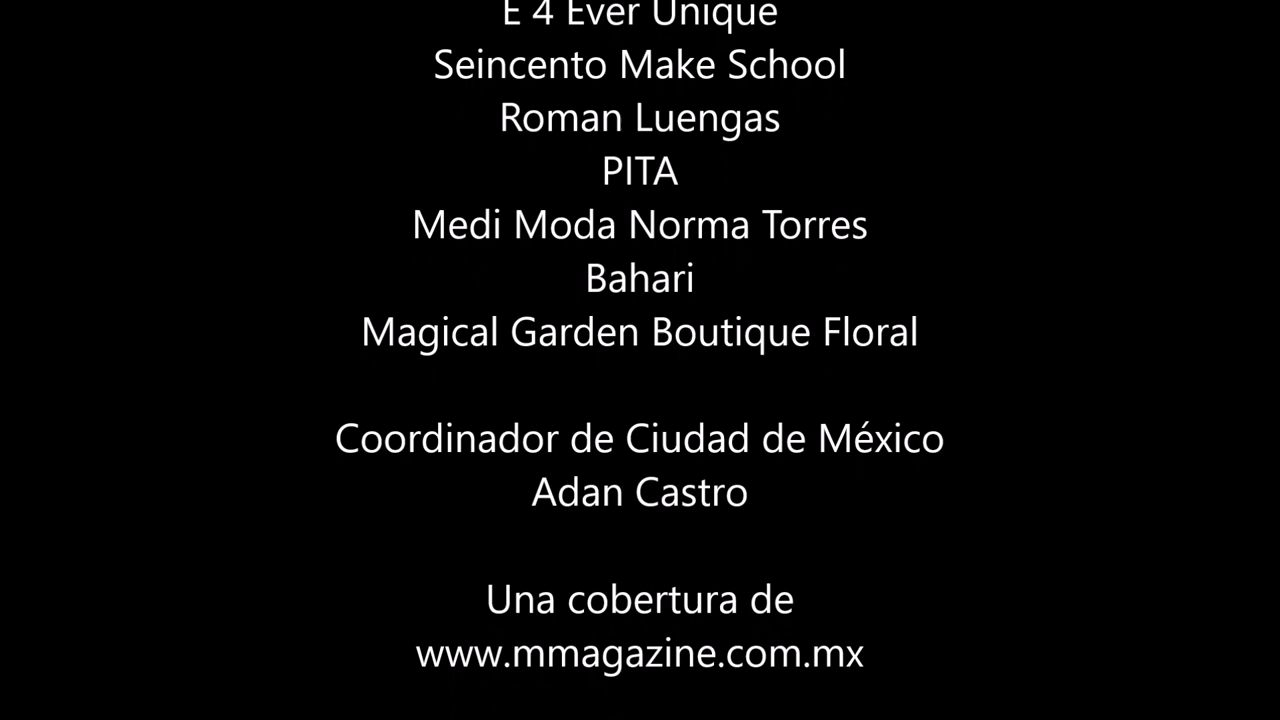 E 4 Ever Unique
Seincento Make School
Roman Luengas
PITA
Medi Moda Norma Torres
Bahari
Magical Garden Boutique Floral
Coordinador de Ciudad de México
Adan Castro
Una cobertura de
www.mmagazine.com.mx